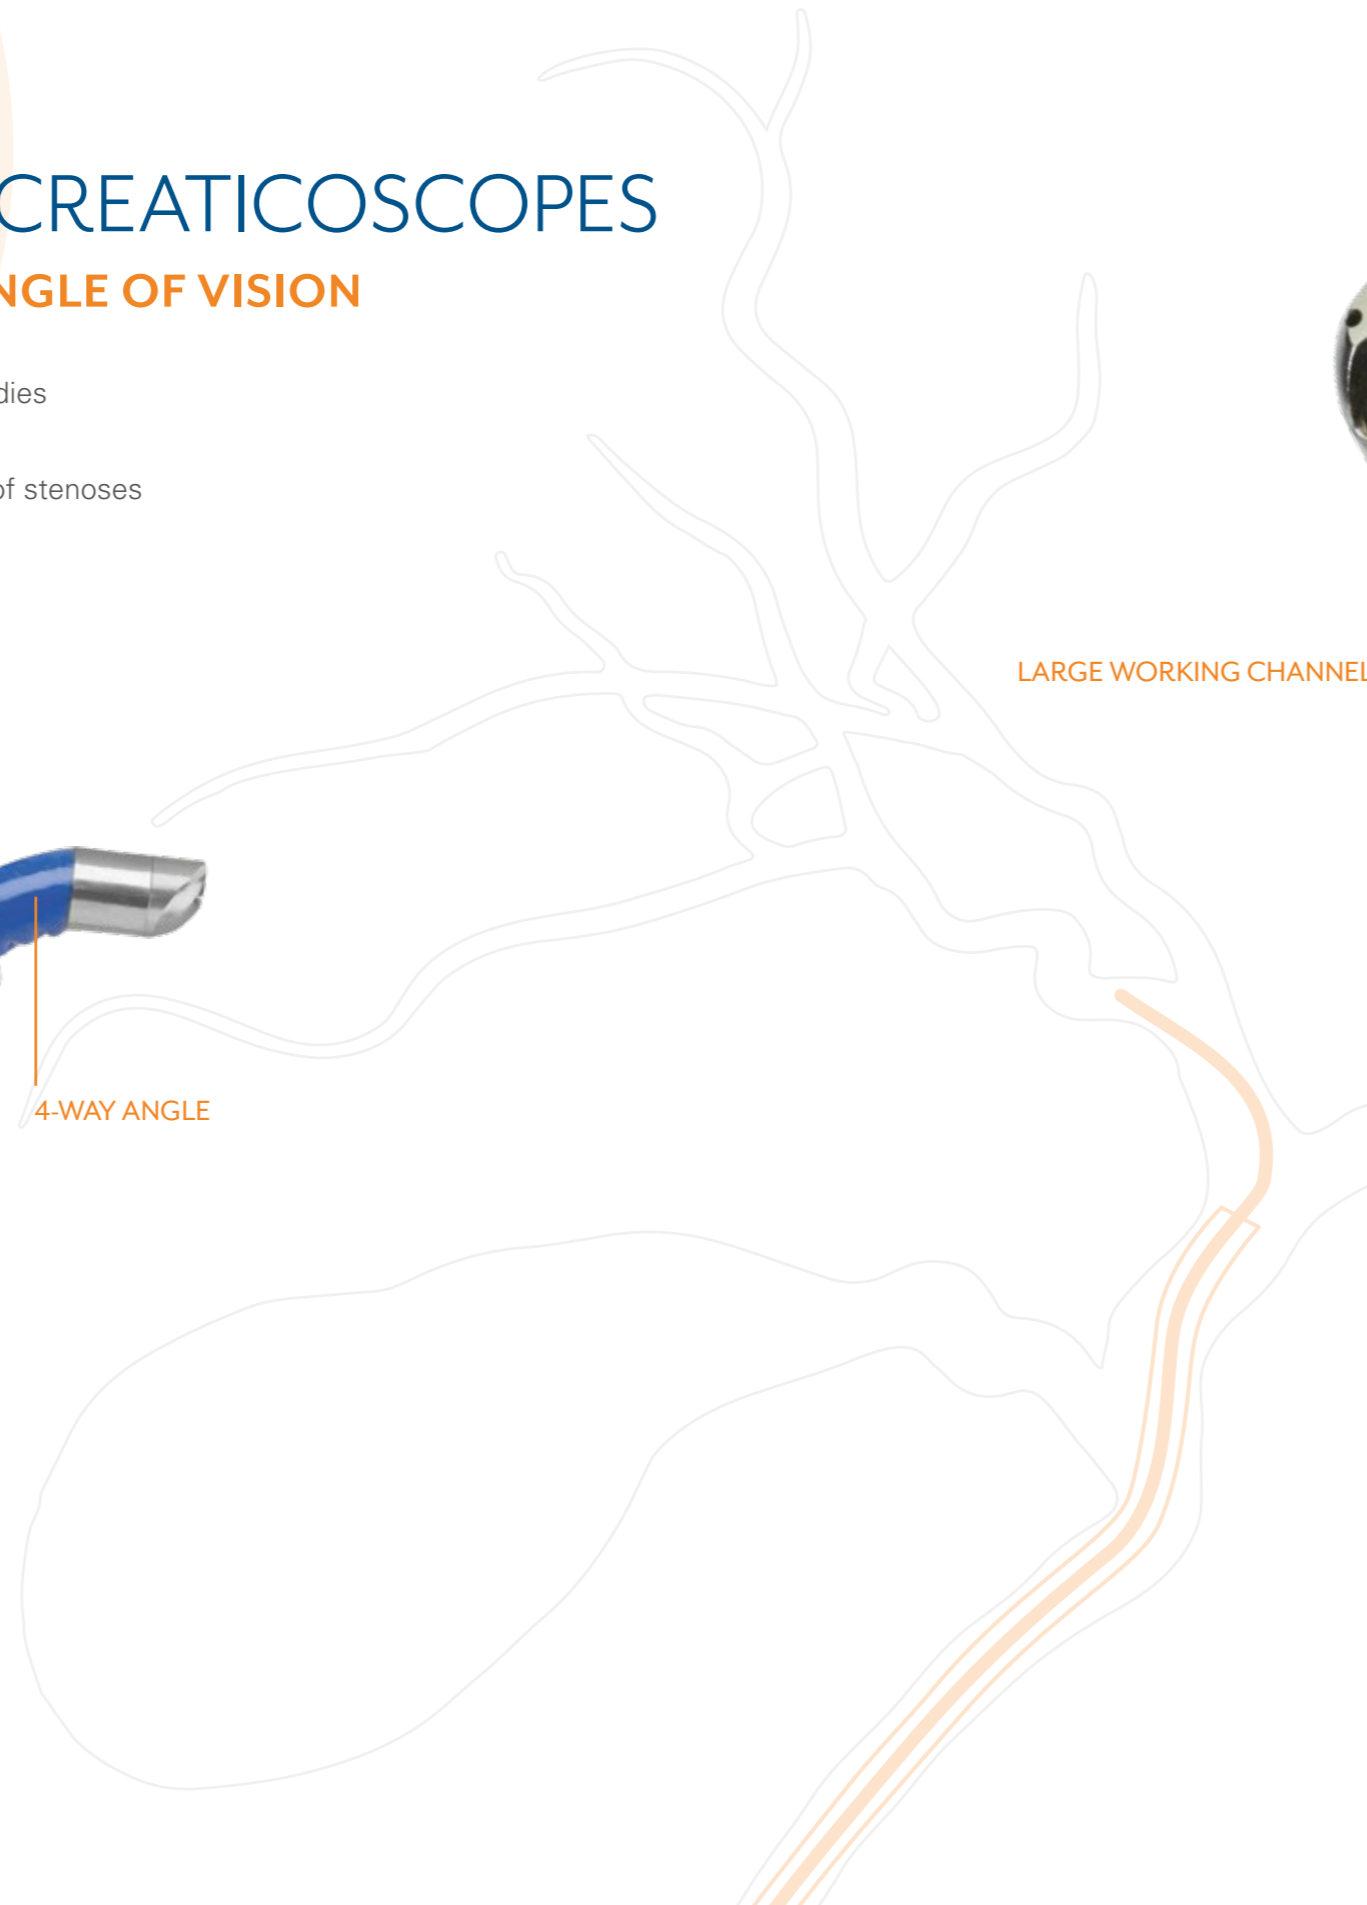 CREATICOSCOPES
NGLE OF VISION
dies
of stenoses
LARGE WORKING CHANNEL
4-WAY ANGLE